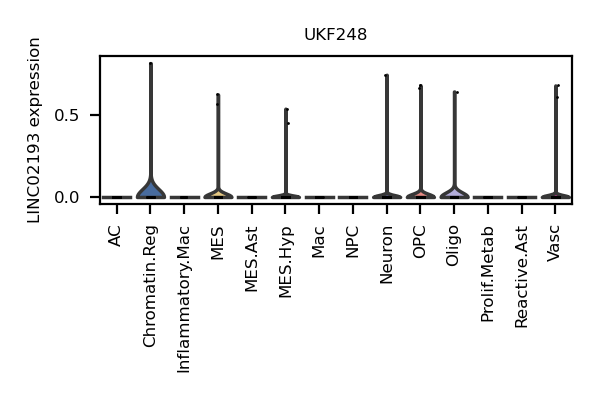 UKF248
LINC02193 expression
0.5
0.0
AC
Chromatin.Reg
Inflammatory.Mac
MES
MES.Ast
MES.Hyp
Mac
NPC
Neuron
OPC
Oligo
Prolif.Metab
Reactive.Ast
Vasc